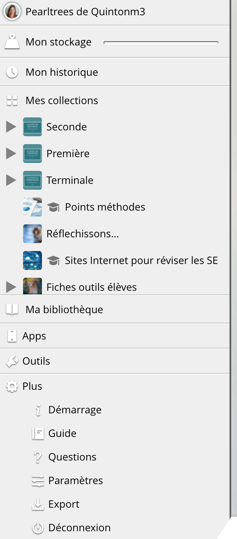 Pearltrees de Quintonm3
Mon stockage
Mon historique
Mes collections
Seconde
Première
Terminale
Points méthodes
Réflechissons...
Sites Internet pour réviser les SE
Fiches outils élèves
Ma bibliothèque
Apps
Outils
Plus
Démarrage
Guide
Questions
Paramètres
Export
Déconnexion